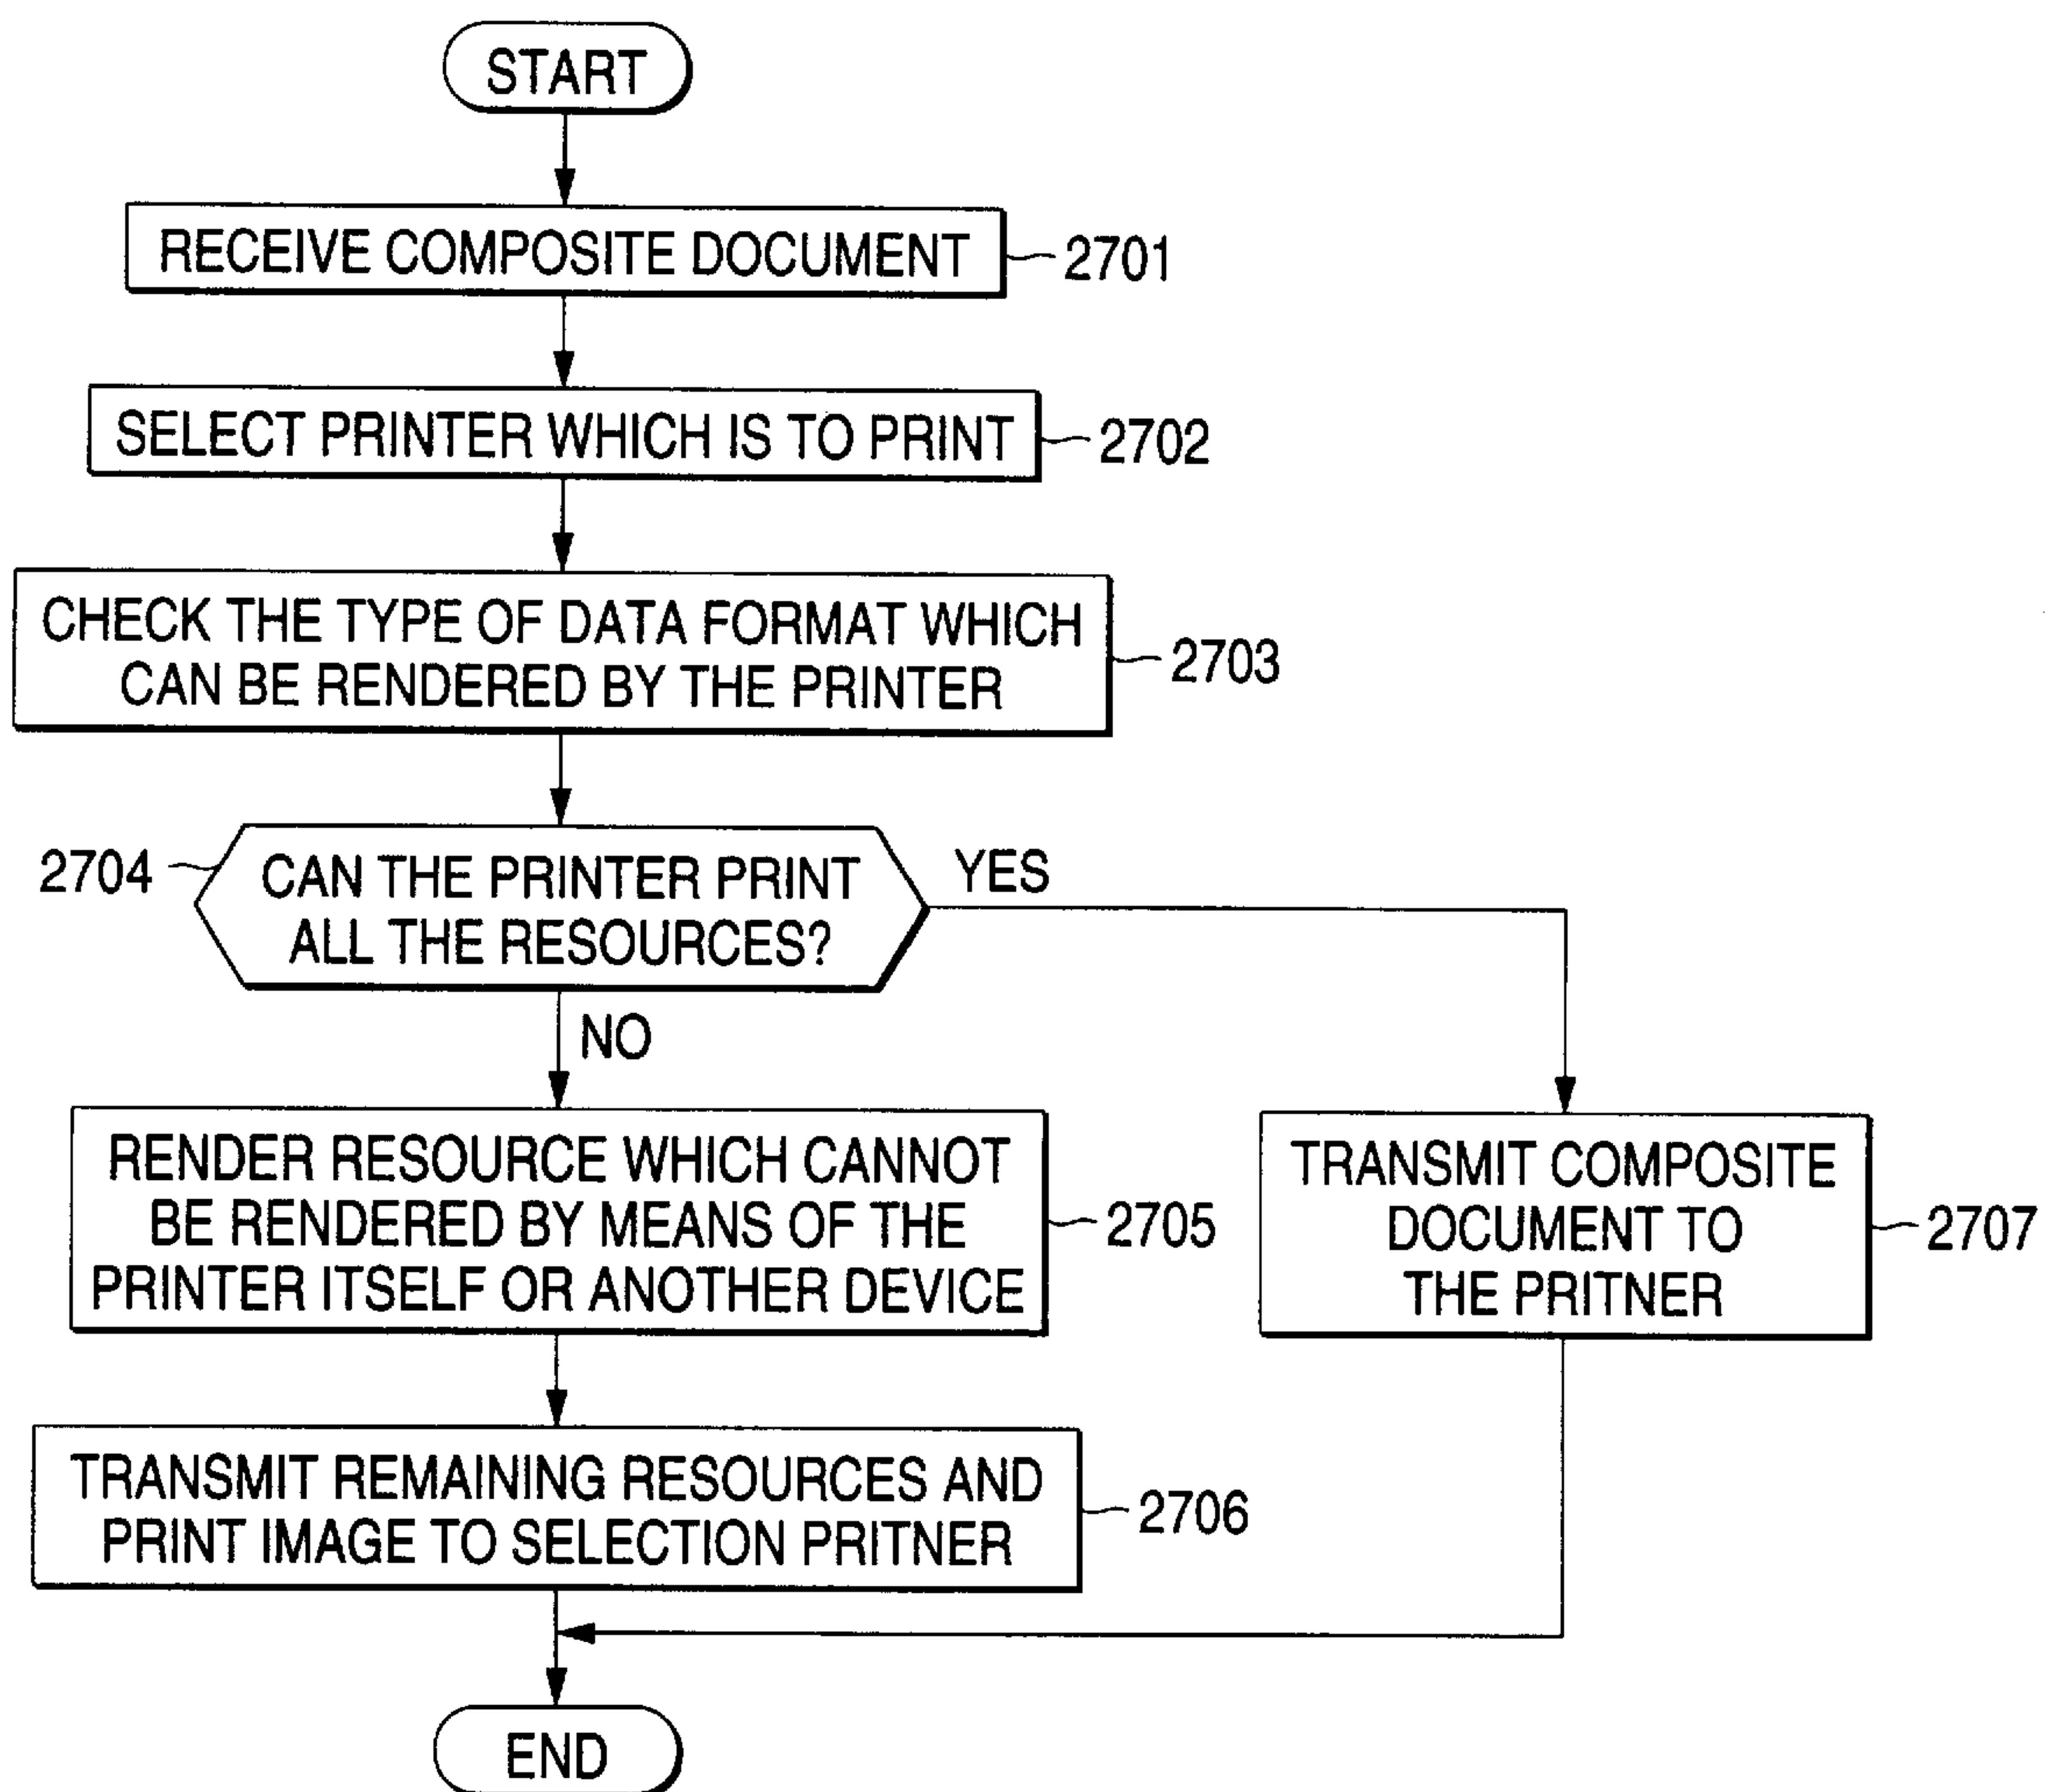 START
RECEIVE COMPOSITE DOCUMENT
2701
SELECT PRINTER WHICH IS TO PRINT
2702
CHECK THE TYPE OF DATA FORMAT WHICH
CAN BE RENDERED BY THE PRINTER
2703
2704
CAN THE PRINTER PRINT
ALL THE RESOURCES?
YES
NO
RENDER RESOURCE WHICH CANNOT
BE RENDERED BY MEANS OF THE
PRINTER ITSELF OR ANOTHER DEVICE
2705
TRANSMIT COMPOSITE
DOCUMENT TO
THE PRITNER
2707
TRANSMIT REMAINING RESOURCES AND
PRINT IMAGE TO SELECTION PRITNER
2706
END